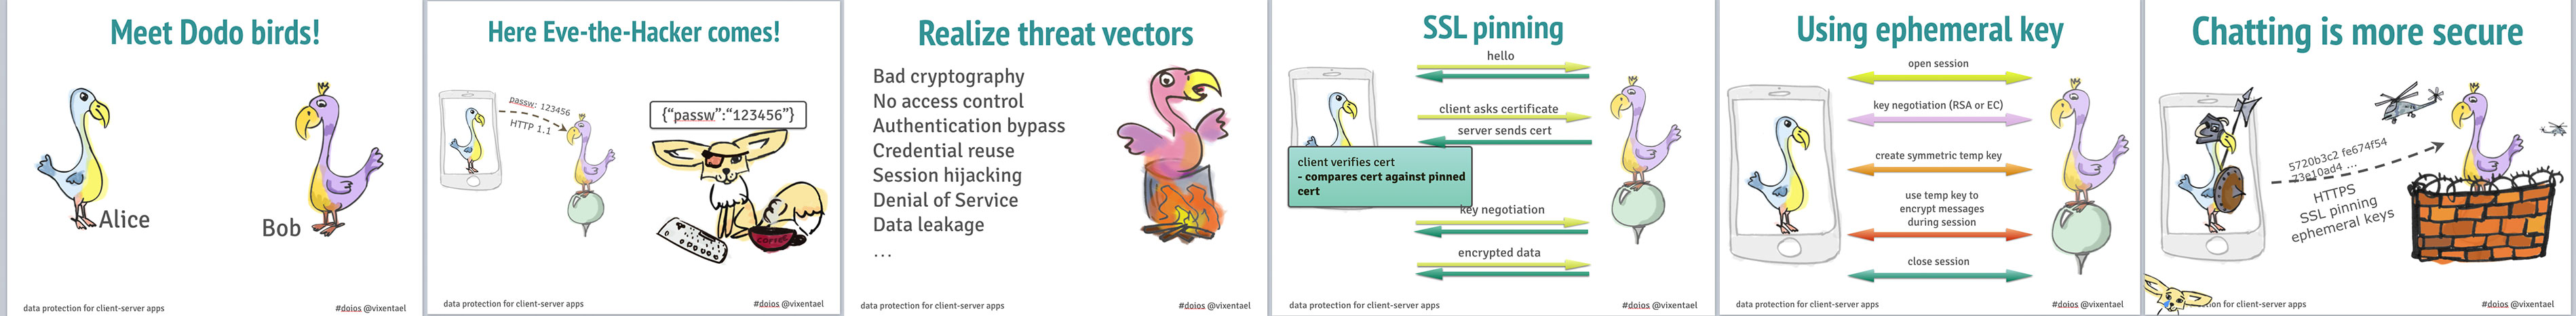 Meet Dodo birds!
Alice
Bob
data protection for client-server apps
#doios @vixentael
Here Eve-the-Hacker comes!
passw: 123456
HTTP 1.1
{"passw":"123456"}
COFFEE
data protection for client-server apps
#doios @vixentael
Realize threat vectors
Bad cryptography
No access control
Authentication bypass
Credential reuse
Session hijacking
Denial of Service
Data leakage
...
data protection for client-server apps
#doios @vixentael
SSL pinning
hello
client asks certificate
server sends cert
client verifies cert
- compares cert against pinned
cert
key negotiation
encrypted data
data protection for client-server apps
#doios @vixentael
Using ephemeral key
open session
key negotiation (RSA or EC)
create symmetric temp key
use temp key to
encrypt messages
during session
close session
data protection for client-server apps
#doios @vixentael
Chatting is more secure
5720b3c2 fe674f54
73e10ad4 ...
HTTPS
SSL pinning
ephemeral keys
for client-server apps
#doios @vixentael